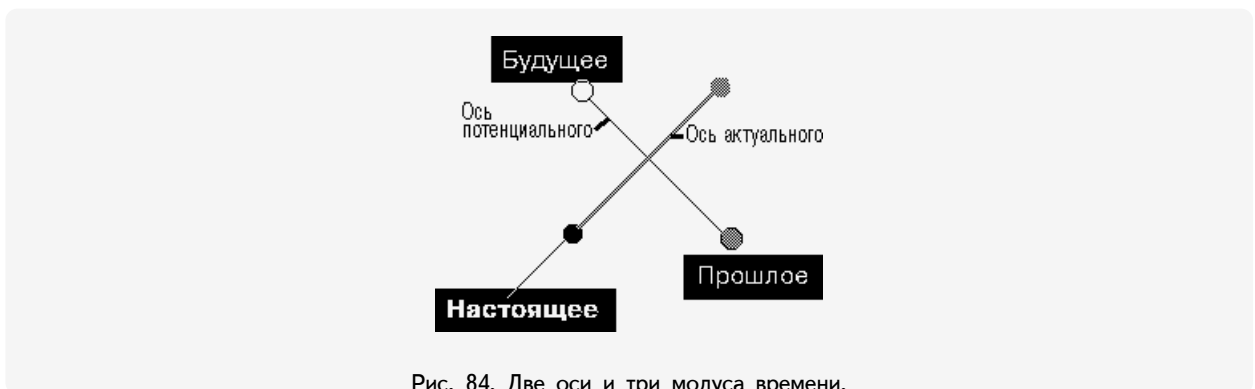 Будущее
Ось
потенциального
Ось актуального
Прошлое
Настоящее
Рис. 84. Две оси и три модуса времени.